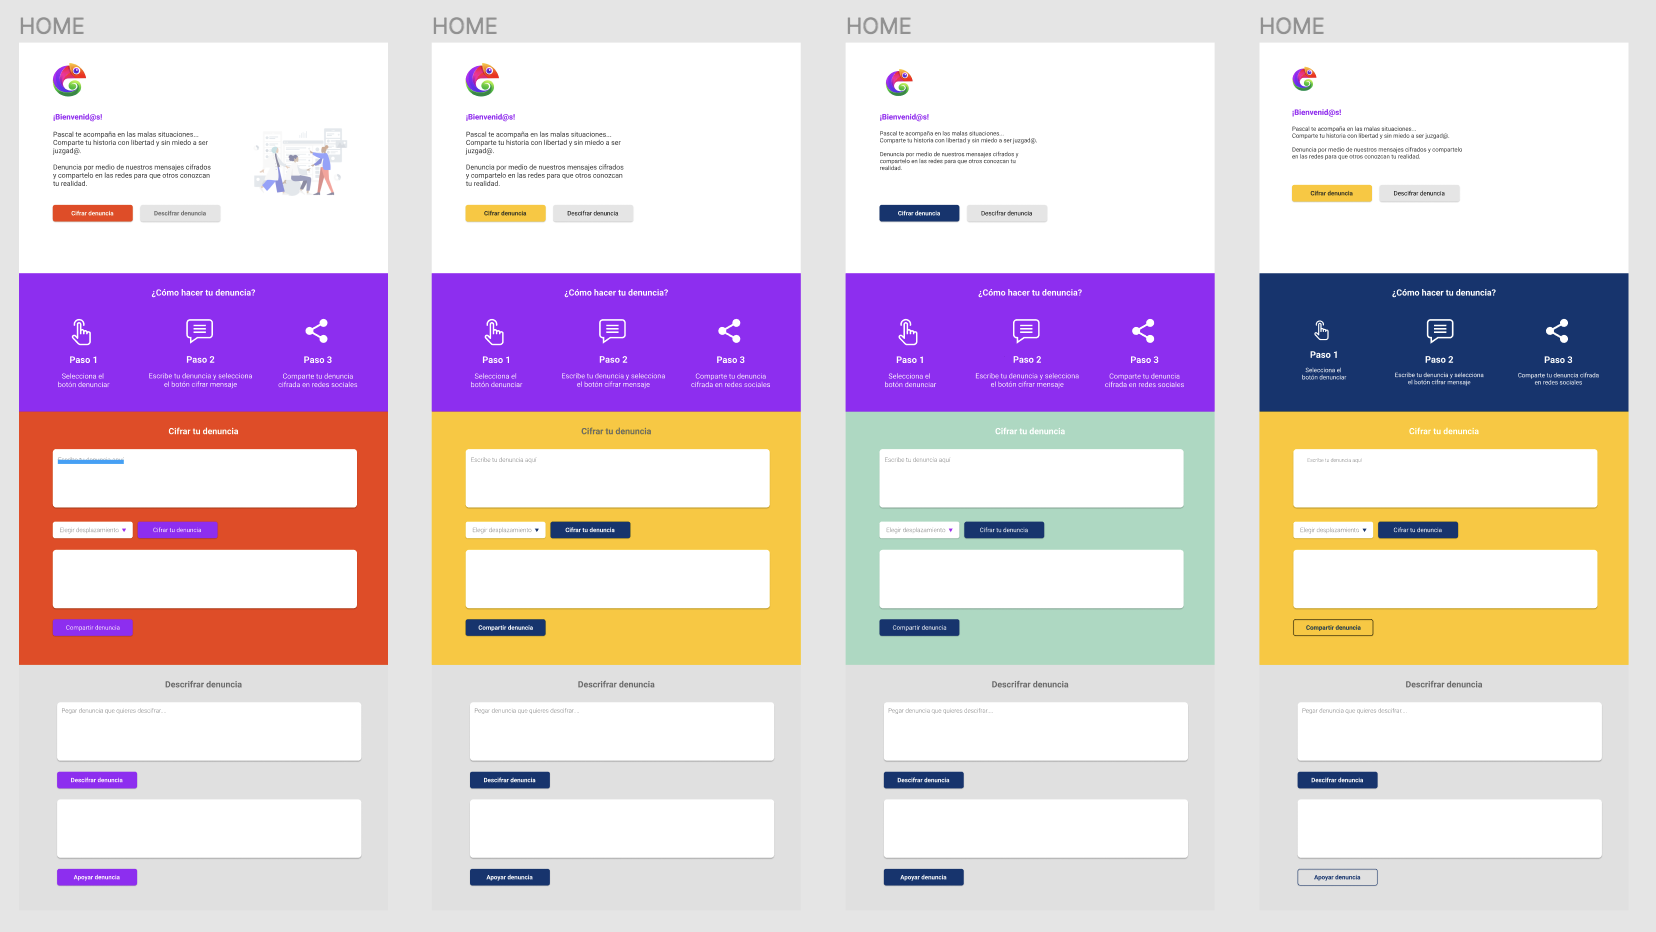 HOME
¡Bienvenid@s!
Pascal te acompaña en las malas situaciones...
Comparte tu historia con libertad y sin miedo a ser
juzgad@.
Denuncia por medio de nuestros mensajes cifrados
y compartelo en las redes para que otros conozcan
tu realidad.
Cifrar denuncia
Descifrar denuncia
¿Cómo hacer tu denuncia?
Paso 1
Selecciona el
botón denunciar
Paso 2
Escribe tu denuncia y selecciona
el botón cifrar mensaje
Paso 3
Comparte tu denuncia
cifrada en redes sociales
Cifrar tu denuncia
Elegir desplazamiento
Cifrar tu denuncia
Compartir denuncia
Descrifrar denuncia
Pegar denuncia que quieres descifrar...
Descifrar denuncia
Apoyar denuncia
HOME
¡Bienvenid@s!
Pascal te acompaña en las malas situaciones...
Comparte tu historia con libertad y sin miedo a ser
juzgad@.
Denuncia por medio de nuestros mensajes cifrados
y compartelo en las redes para que otros conozcan
tu realidad.
Cifrar denuncia
Descifrar denuncia
¿Cómo hacer tu denuncia?
Paso 1
Selecciona el
botón denunciar
Paso 2
Escribe tu denuncia y selecciona
el botón cifrar mensaje
Paso 3
Comparte tu denuncia
cifrada en redes sociales
Cifrar tu denuncia
Escribe tu denuncia aquí
Elegir desplazamiento
Cifrar tu denuncia
Compartir denuncia
Descrifrar denuncia
Pegar denuncia que quieres descifrar...
Descifrar denuncia
Apoyar denuncia
HOME
¡Bienvenid@s!
Pascal te acompaña en las malas situaciones...
Comparte tu historia con libertad y sin miedo a ser juzgad@.
Denuncia por medio de nuestros mensajes cifrados y
compartelo en las redes para que otros conozcan tu
realidad.
Cifrar denuncia
Descifrar denuncia
¿Cómo hacer tu denuncia?
Paso 1
Selecciona el
botón denunciar
Paso 2
Escribe tu denuncia y selecciona
el botón cifrar mensaje
Paso 3
Comparte tu denuncia
cifrada en redes sociales
Cifrar tu denuncia
Escribe tu denuncia aquí
Elegir desplazamiento
Cifrar tu denuncia
Compartir denuncia
Descrifrar denuncia
Pegar denuncia que quieres descifrar...
Descifrar denuncia
Apoyar denuncia
HOME
¡Bienvenid@s!
Pascal te acompaña en las malas situaciones...
Comparte tu historia con libertad y sin miedo a ser juzgad@.
Denuncia por medio de nuestros mensajes cifrados y compartelo
en las redes para que otros conozcan tu realidad.
Cifrar denuncia
Descifrar denuncia
¿Cómo hacer tu denuncia?
Paso 1
Selecciona el
botón denunciar
Paso 2
Escribe tu denuncia y selecciona
el botón cifrar mensaje
Paso 3
Comparte tu denuncia cifrada
en redes sociales
Cifrar tu denuncia
Escribe tu denuncia aquí
Elegir desplazamiento
Cifrar tu denuncia
Compartir denuncia
Descrifrar denuncia
Pegar denuncia que quieres descifrar...
Descifrar denuncia
Apoyar denuncia